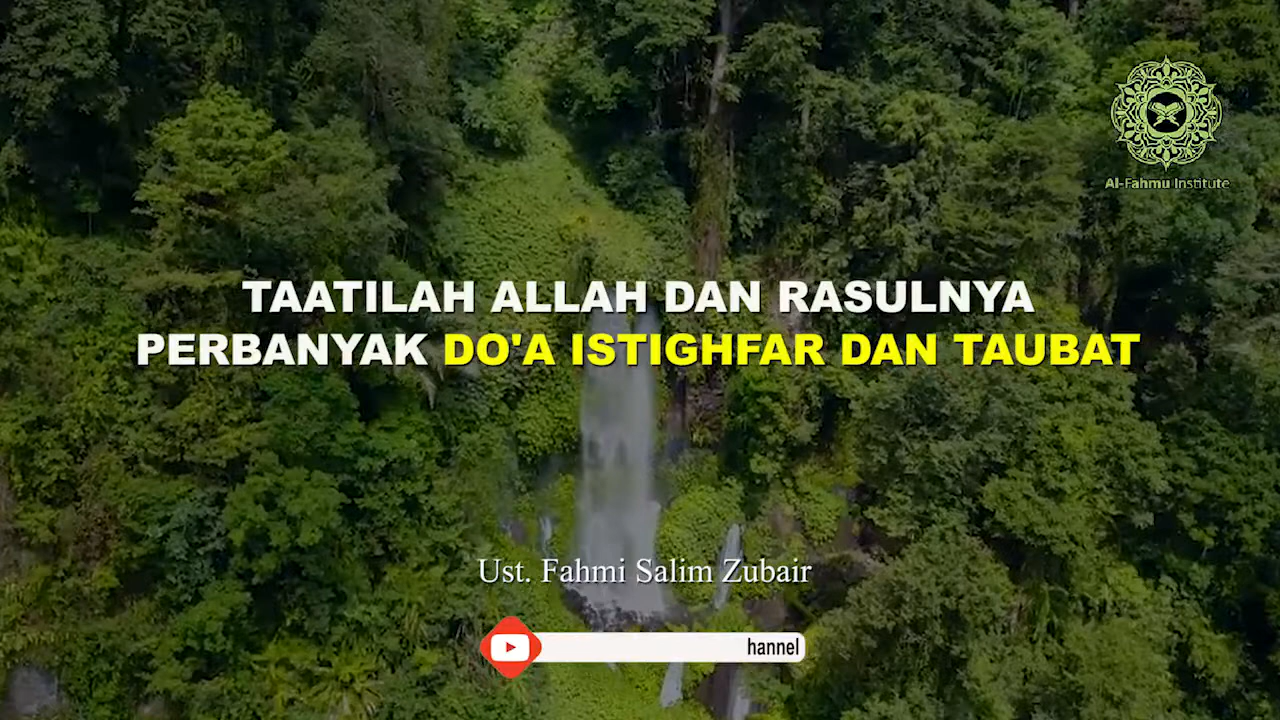 Al-Fahmu Institute
TAATILAH ALLAH DAN RASULNYA
PERBANYAK DO'A ISTIGHFAR DAN TAUBAT
Ust. Fahmi Salim Zubair
hannel